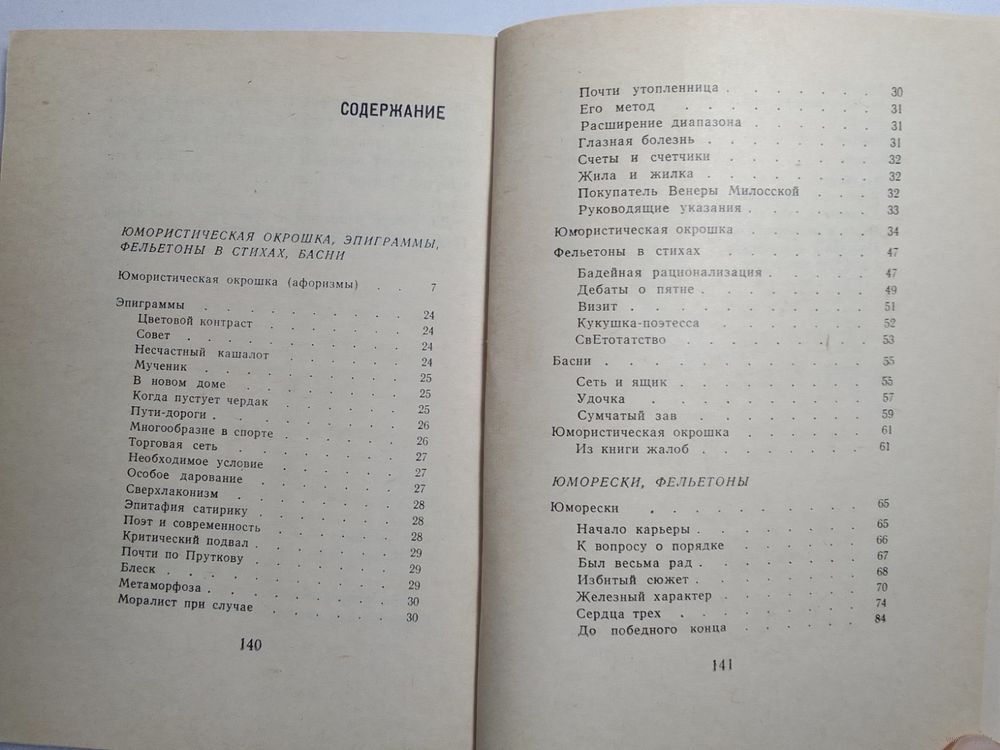 СОДЕРЖАНИЕ
ЮМОРИСТИЧЕСКАЯ ОКРОШКА, ЭПИГРАММЫ,
ФЕЛЬЕТОНЫ В СТИХАХ, БАСНИ
Юмористическая окрошка (афоризмы) . . 7
Эпиграммы . . . . . . . . 24
Цветовой контраст . . . . . . 24
Совет . . . . . . . . 24
Несчастный кашалот . . . . . 24
Мученик . . . . . . . . 25
В новом доме . . . . . . 25
Когда пустует чердак . . . . . 25
Пути-дороги . . . . . . . 26
Многообразие в спорте . . . . . 26
Торговая сеть . . . . . . 27
Необходимое условие . . . . . 27
Особое дарование . . . . . 27
Сверхлаконизм . . . . . . 28
Эпитафия сатирику . . . . . 28
Поэт и современность . . . . . 28
Критический подвал . . . . . 29
Почти по Пруткову . . . . . 29
Блеск . . . . . . . . 29
Метаморфоза . . . . . . . 30
Моралист при случае . . . . . 30
140
Почти утопленница . . . . . . 30
Его метод . . . . . . 31
Расширение диапазона . . . . . 31
Глазная болезнь . . . . . . 31
Счеты и счетчики . . . . . 32
Жила и жилка . . . . . . 32
Покупатель Венеры Милосской . . . 32
Руководящие указания . . . . . 33
Юмористическая окрошка . . . . . 34
Фельетоны в стихах . . . . . . 47
Бадейная рационализация . . . . 47
Дебаты о пятне . . . . . . 49
Визит . . . . . . . . 51
Кукушка-поэтесса . . . . . 52
СвЕтотатство . . . . . . 53
Басни . . . . . . . . . 55
Сеть и ящик . . . . . . 55
Удочка . . . . . . . 57
Сумчатый зав . . . . . . 59
Юмористическая окрошка . . . . . 61
Из книги жалоб . . . . . . 61
ЮМОРЕСКИ, ФЕЛЬЕТОНЫ
Юморески . . . . . . . 65
Начало карьеры . . . . . . 65
К вопросу о порядке . . . . . 66
Был весьма рад . . . . . . 67
Избитый сюжет . . . . . . 68
Железный характер . . . . . 70
Сердца трех . . . . . . 74
До победного конца . . . . . 84
141